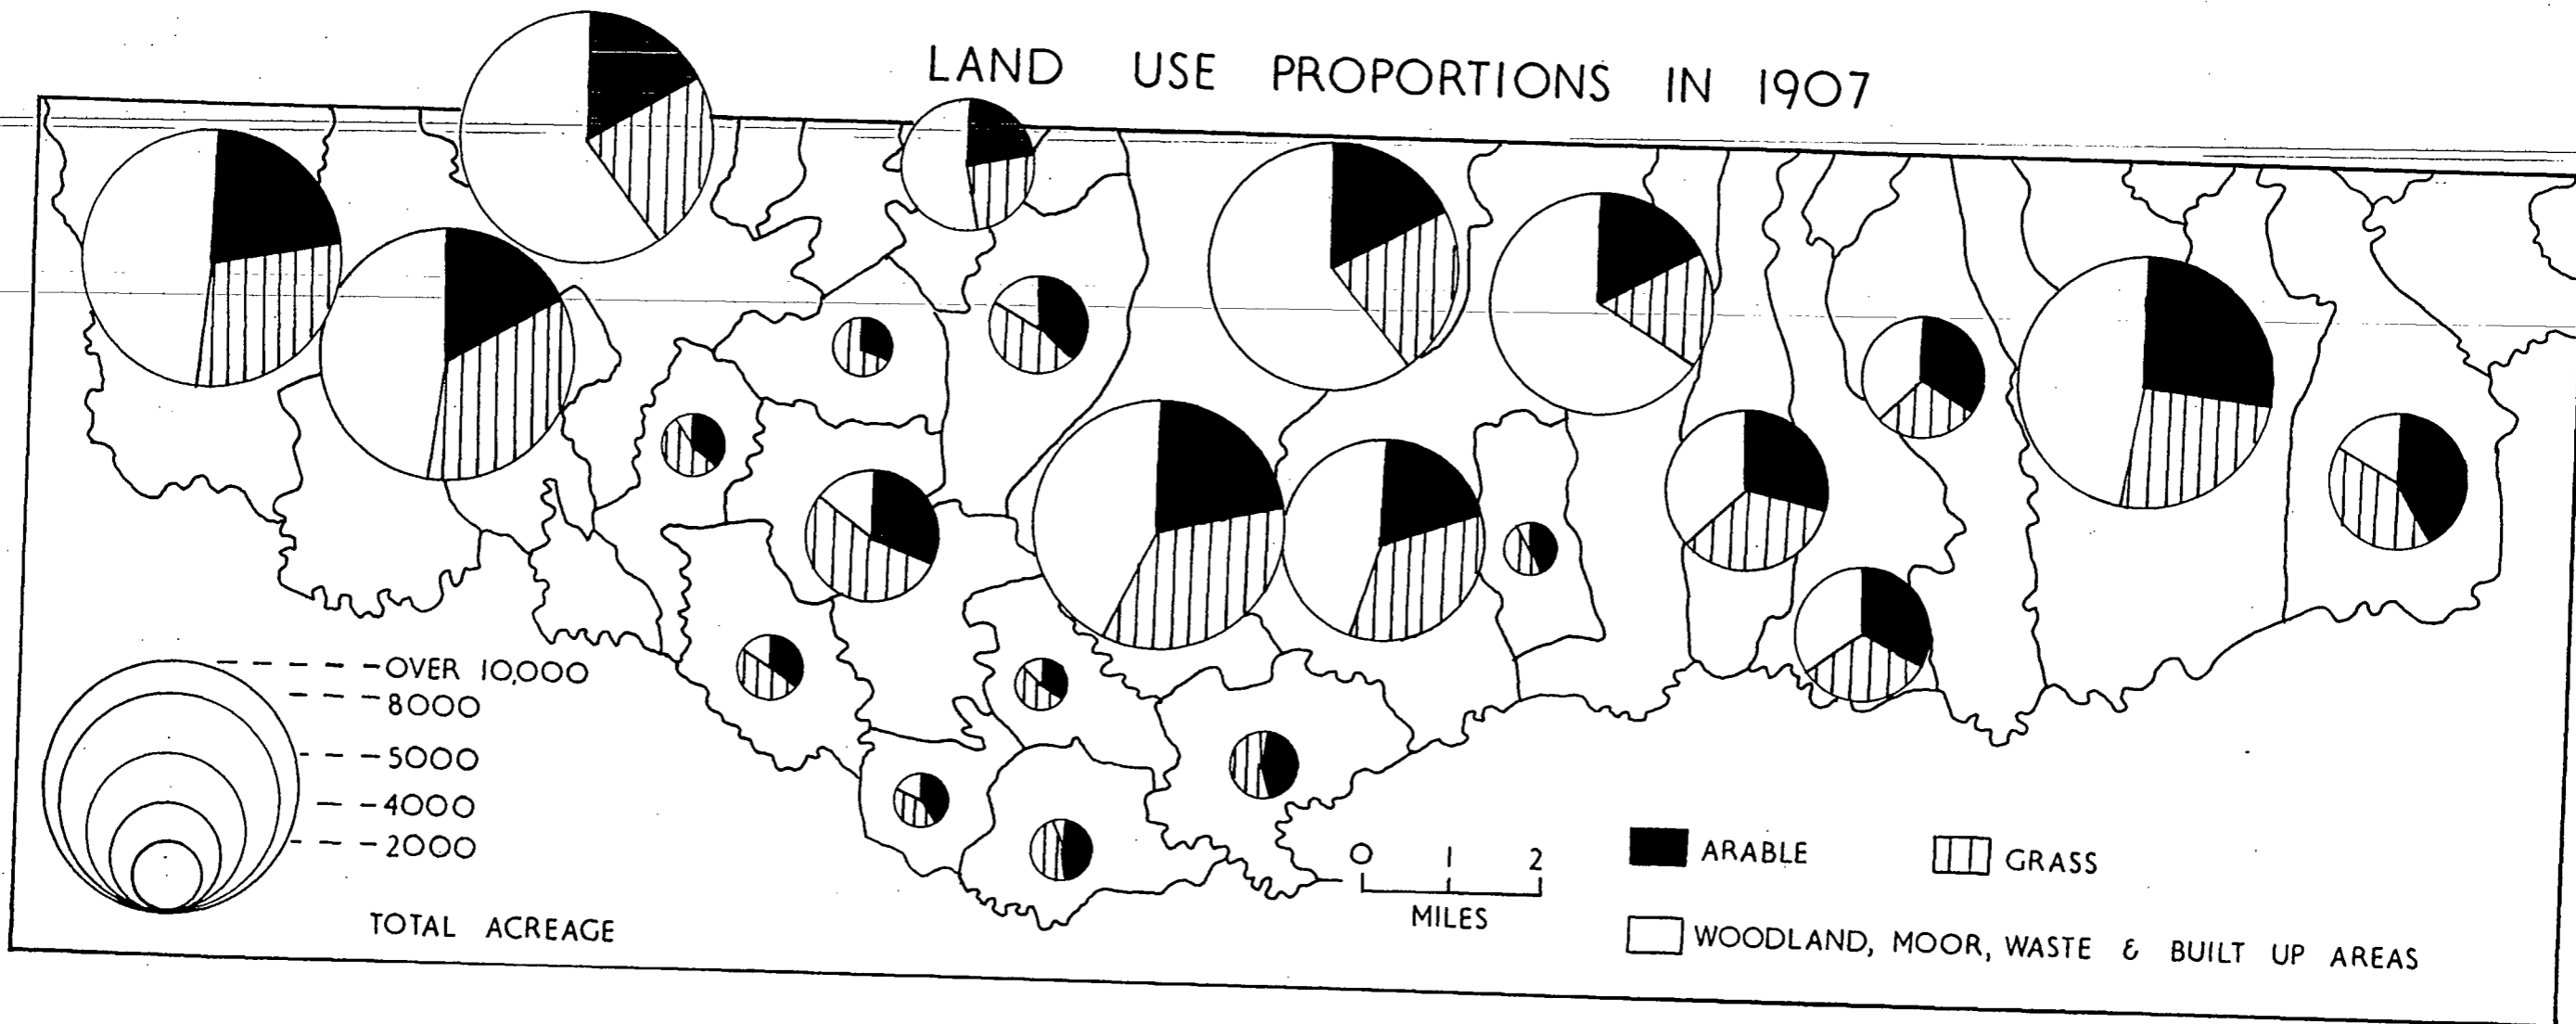 LAND USE PROPORTIONS IN 1907
OVER 10,000
8000
5000
4000
2000
TOTAL ACREAGE
0 1 2
MILES
ARABLE
GRASS
WOODLAND, MOOR, WASTE & BUILT UP AREAS